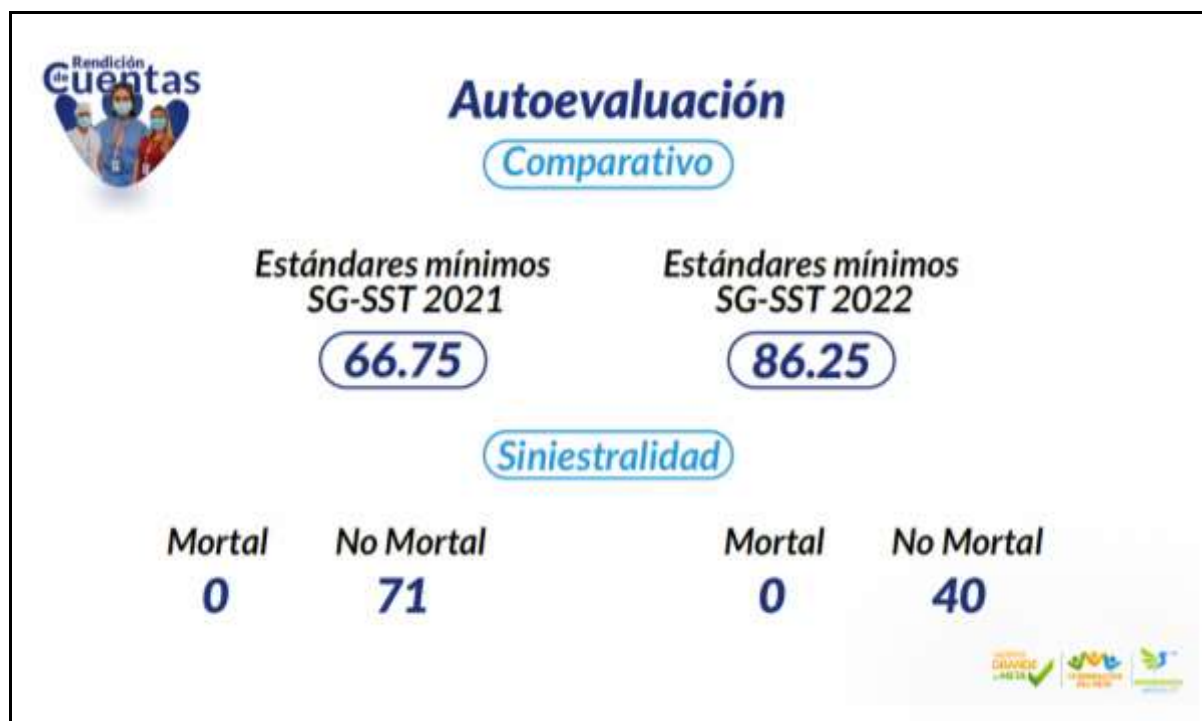 Rendición
de
Cuentas
Autoevaluación
Comparativo
Estándares mínimos
SG-SST 2021
66.75
Estándares mínimos
SG-SST 2022
86.25
Siniestralidad
Mortal
No Mortal
0
71
Mortal
No Mortal
0
40
GRANDE